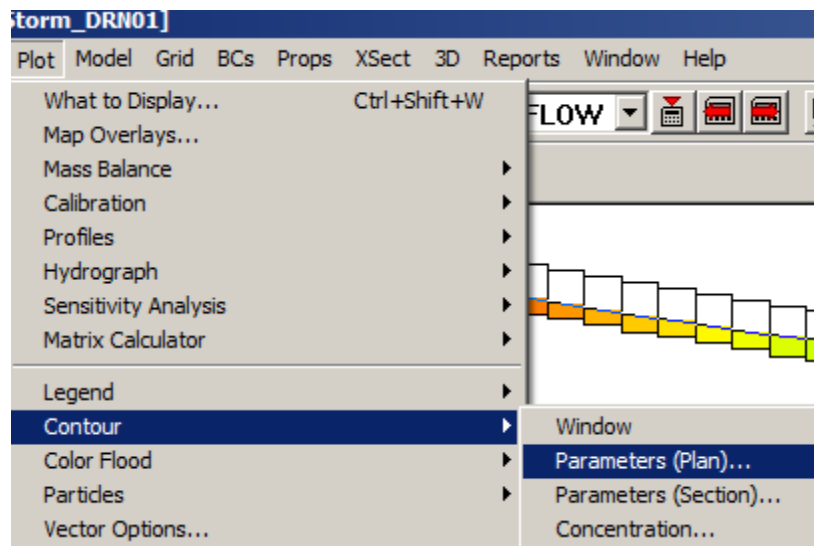 Storm_DRN01]
Plot Model Grid BCs Props XSect 3D Reports Window Help
What to Display... Ctrl+Shift+W
FLOW
Map Overlays...
Mass Balance
Calibration
Profiles
Hydrograph
Sensitivity Analysis
Matrix Calculator
Legend
Contour
Window
Color Flood
Parameters (Plan)...
Particles
Parameters (Section)...
Vector Options...
Concentration...